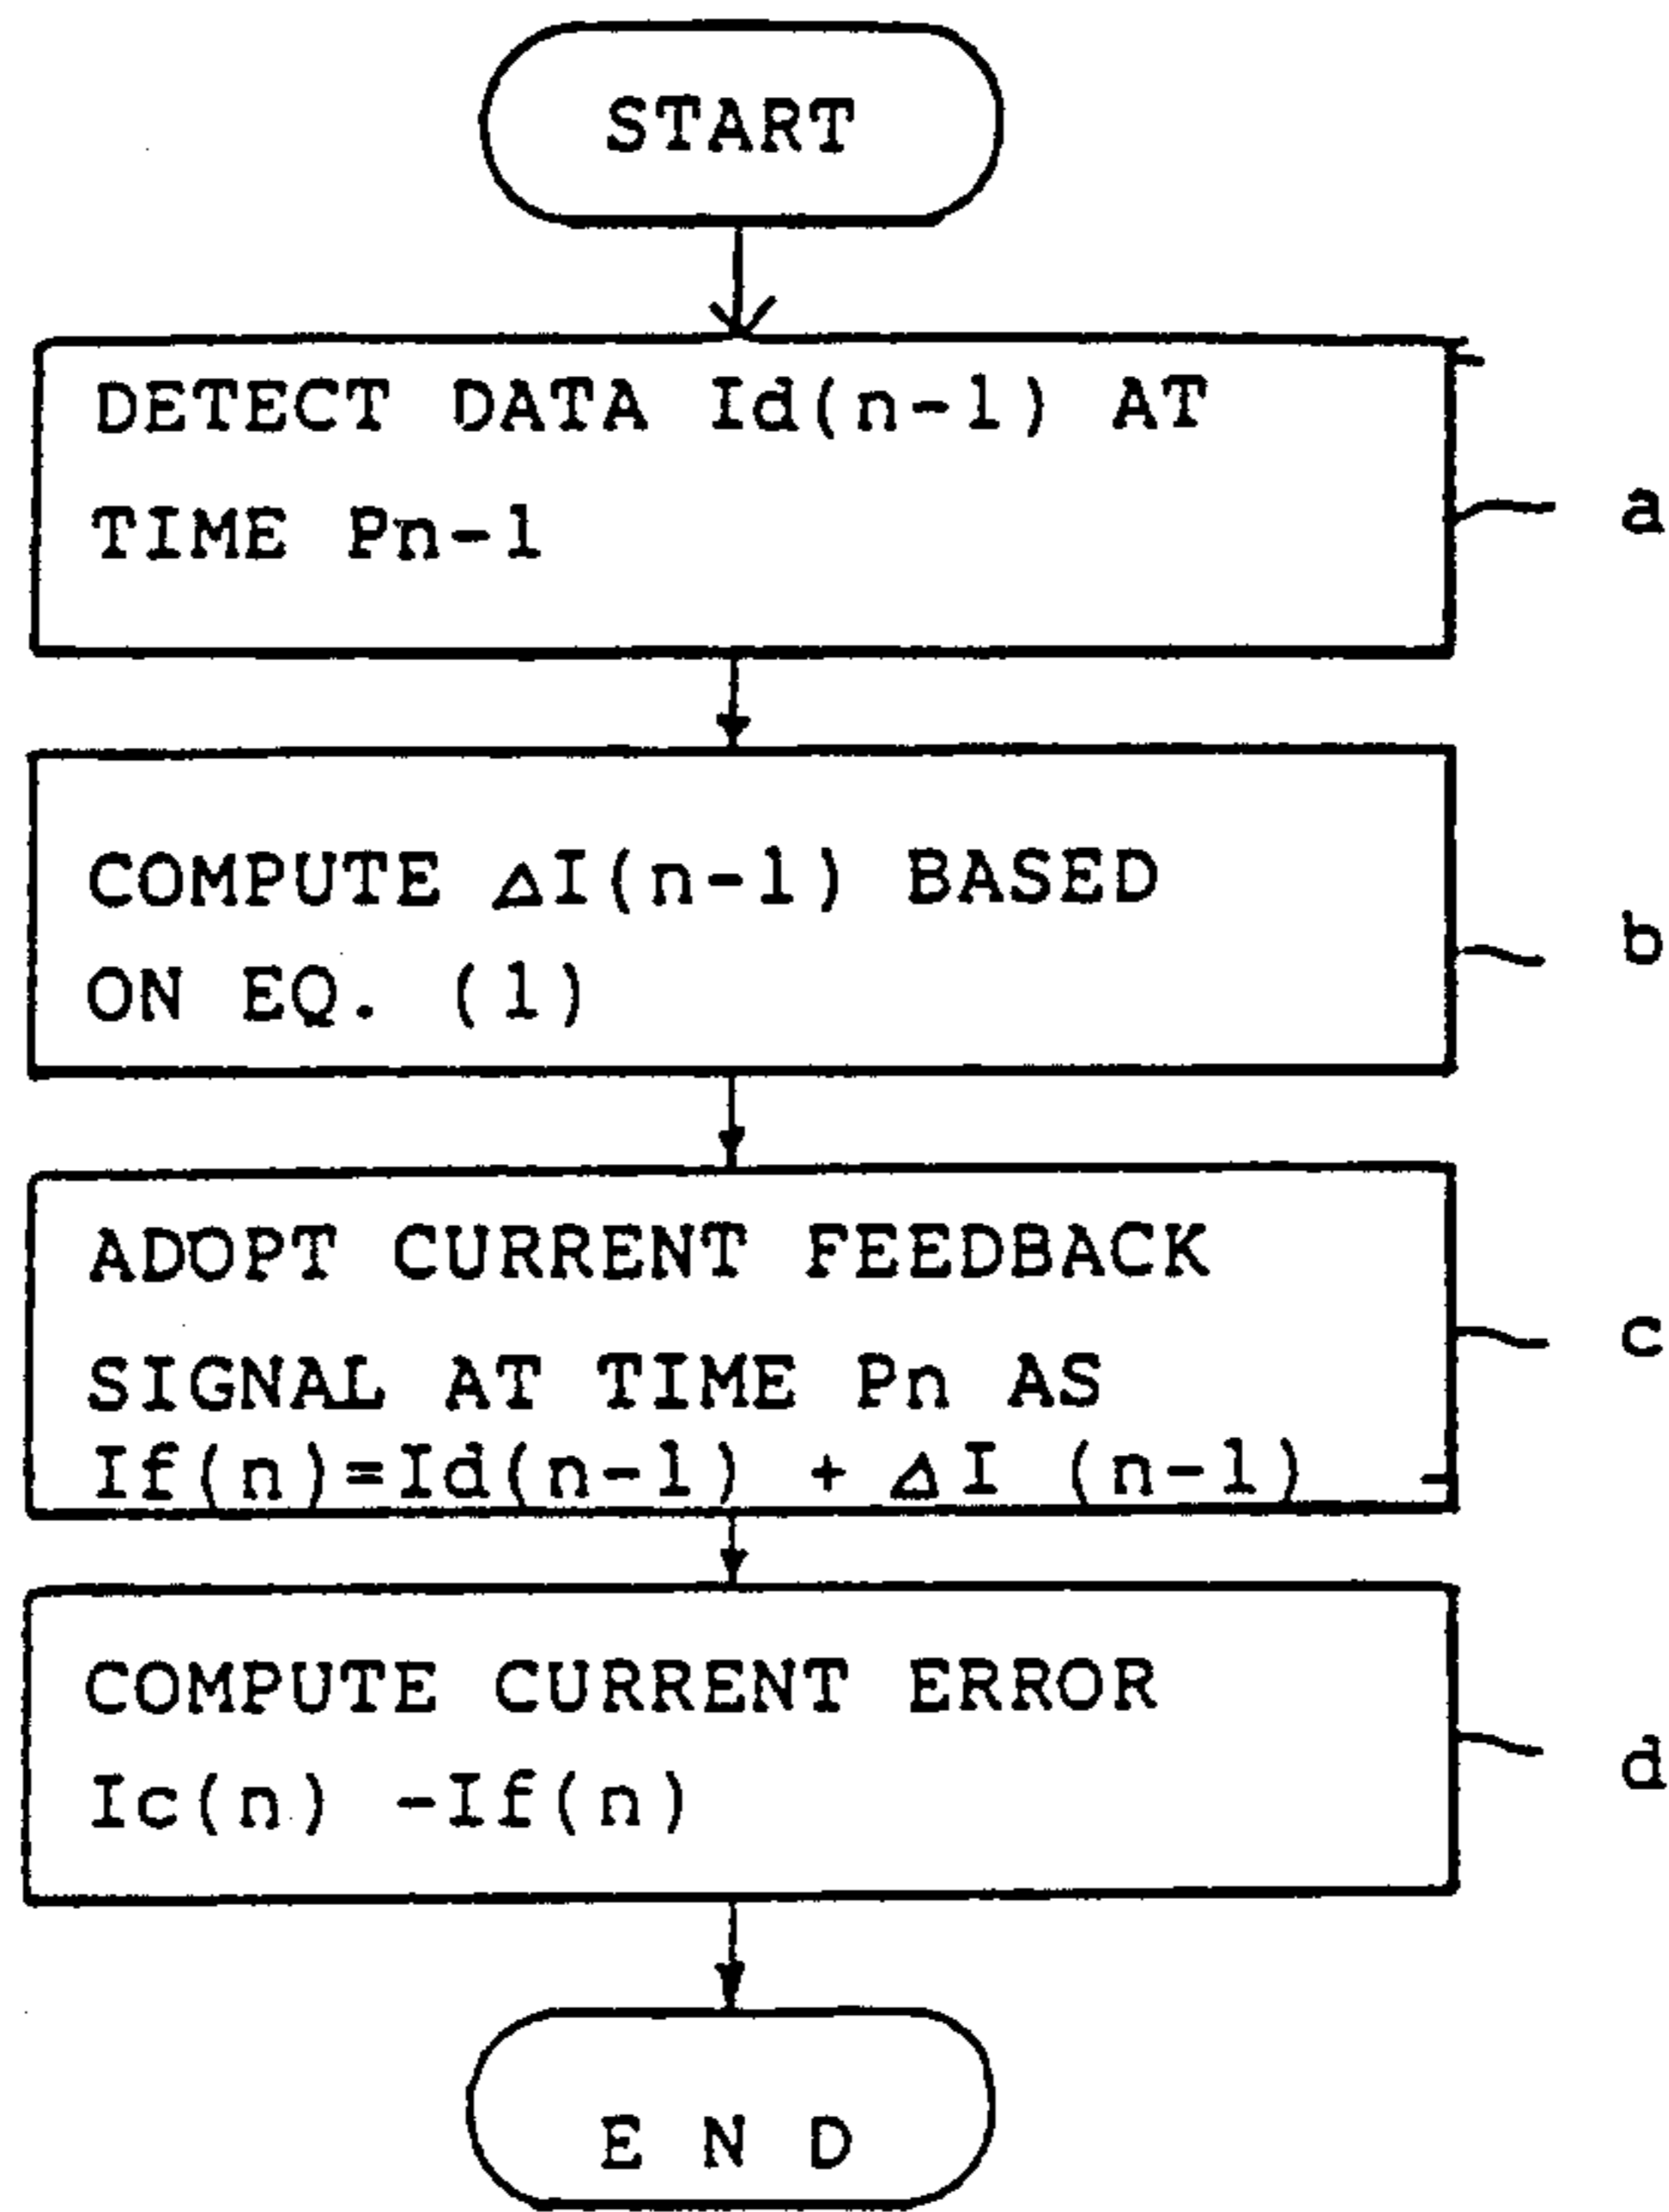 START
DETECT DATA Id(n-1) AT
TIME Pn-1
a
COMPUTE ΔI(n-1) BASED
ON EQ. (1)
b
ADOPT CURRENT FEEDBACK
SIGNAL AT TIME Pn AS
If(n)=Id(n-1) + ΔI (n-1)
c
COMPUTE CURRENT ERROR
Ic(n) -If(n)
d
E N D